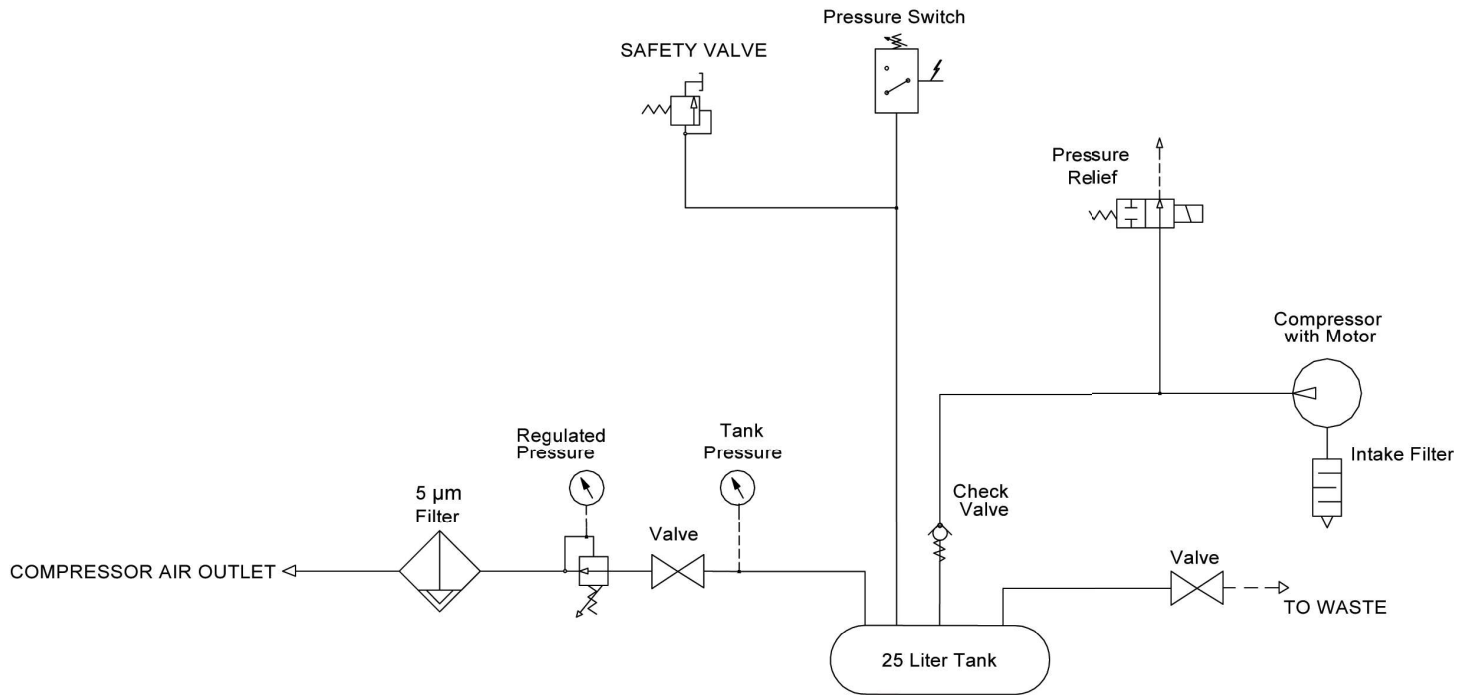 Pressure Switch
SAFETY VALVE
Pressure
Relief
Compressor
with Motor
Regulated
Pressure
Tank
Pressure
Intake Filter
5 µm
Filter
Check
Valve
Valve
Valve
COMPRESSOR AIR OUTLET
TO WASTE
25 Liter Tank